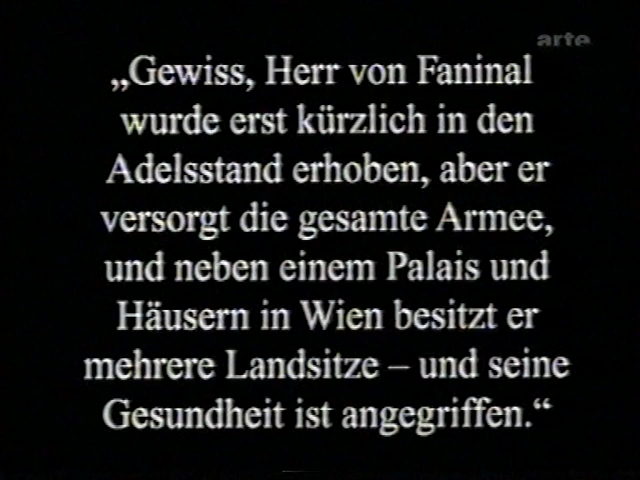 arte
„Gewiss, Herr von Faninal
wurde erst kürzlich in den
Adelsstand erhoben, aber er
versorgt die gesamte Armee,
und neben einem Palais und
Häusern in Wien besitzt er
mehrere Landsitze – und seine
Gesundheit ist angegriffen.“